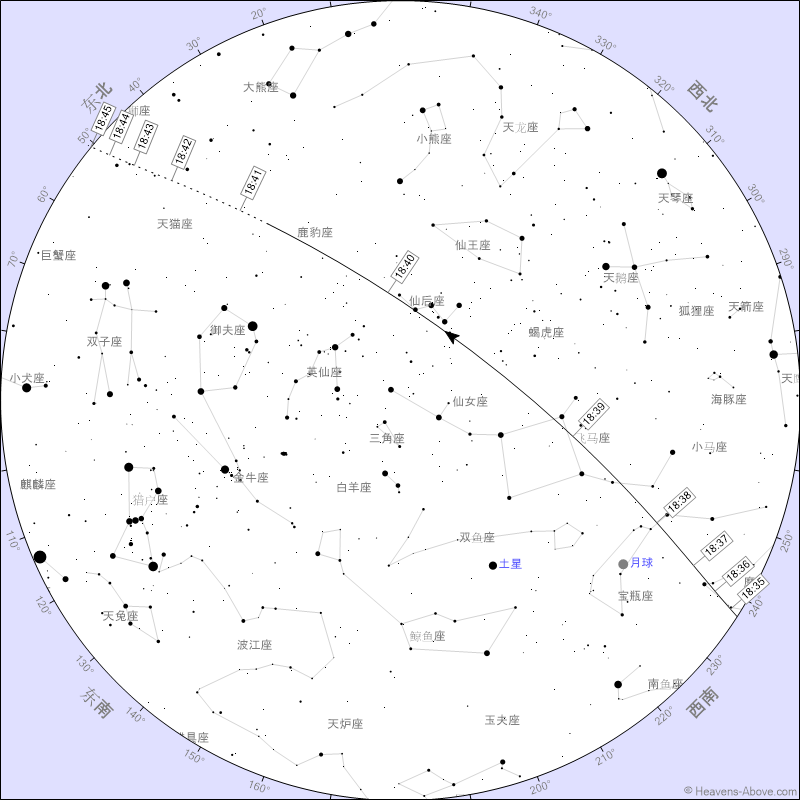 340°
20°
330°
30°
大熊座
320°
40°
东北
西北
18:45
18:44
18:43
狮座
50°
小熊座
天龙座
310°
18:42
18:41
60°
天琴座
300°
天猫座
鹿豹座
仙王座
70°
巨蟹座
290°
18:40
天鹅座
仙后座
狐狸座
天箭座
御夫座
蝎虎座
双子座
英仙座
小犬座
仙女座
海豚座
18:39
三角座
飞马座
小马座
金牛座
麒麟座
白羊座
猎户座
18:38
双鱼座
110°
250°
18:37
土星
月球
18:36
18:35
宝瓶座
120°
240°
天兔座
波江座
鲸鱼座
130°
230°
东南
西南
南鱼座
140°
220°
天炉座
玉夫座
150°
210°
160°
200°
© Heavens-Above.com